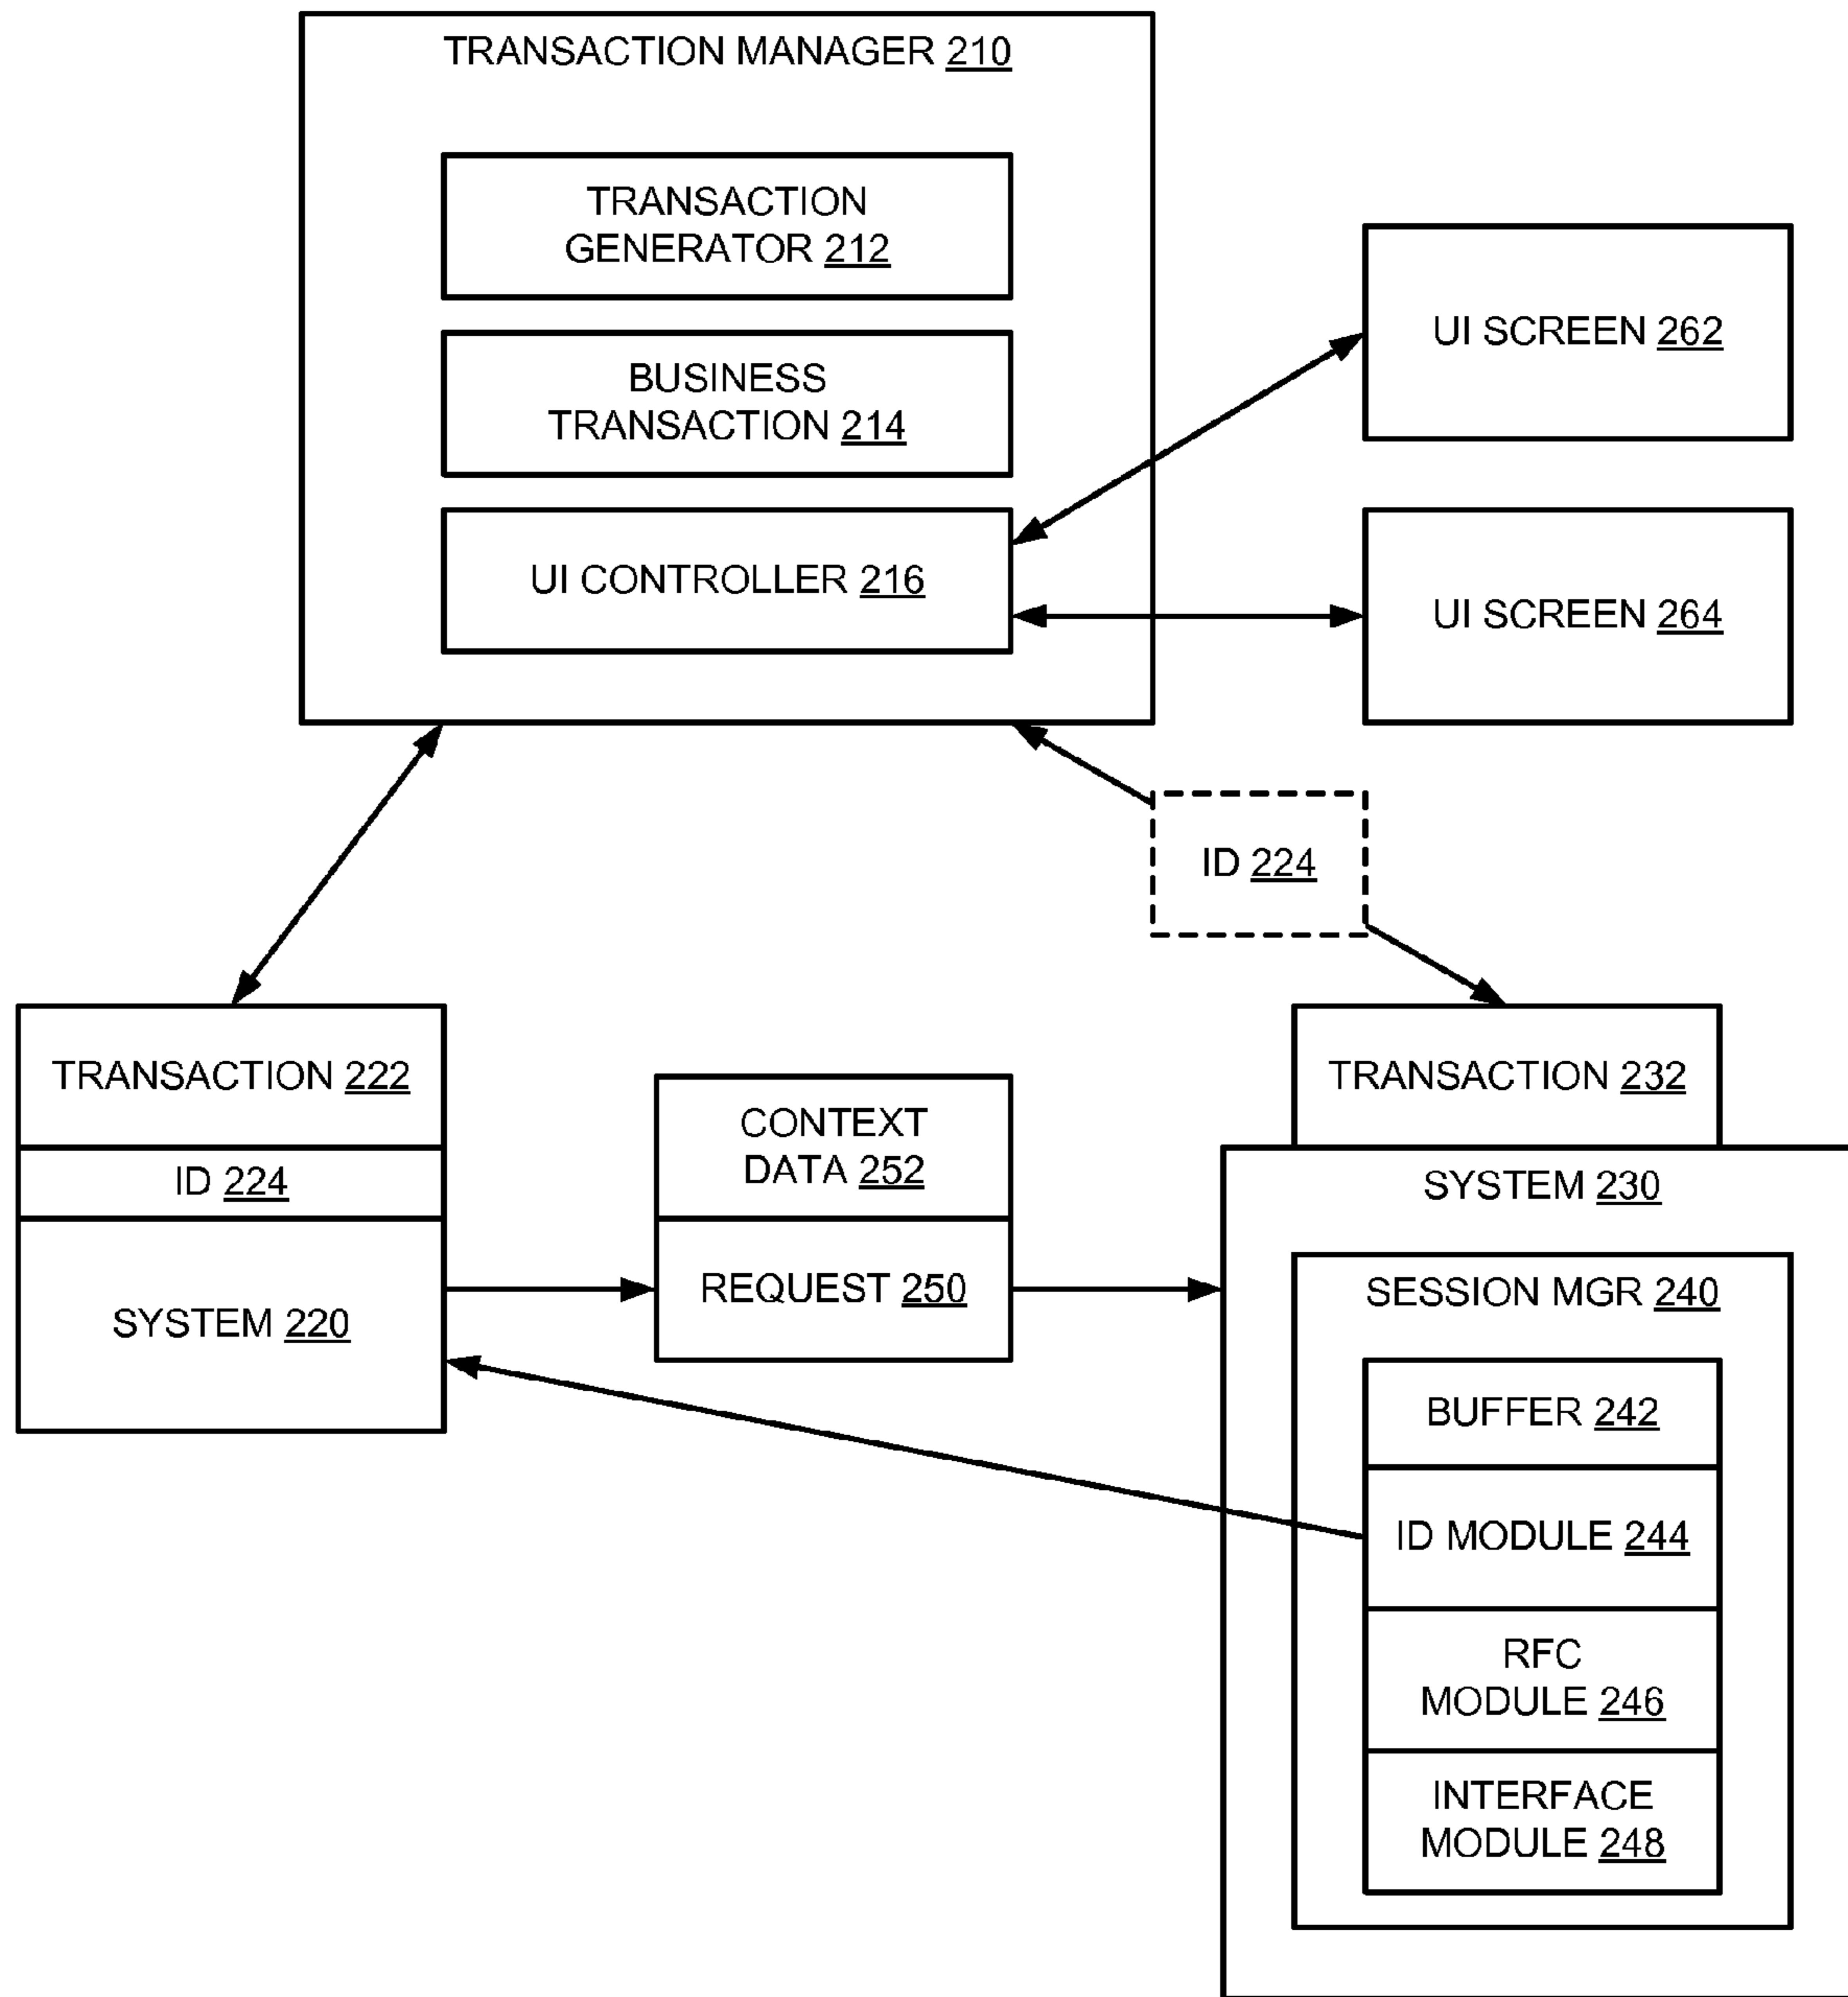 TRANSACTION MANAGER 210
TRANSACTION
GENERATOR 212
BUSINESS
TRANSACTION 214
UI CONTROLLER 216
UI SCREEN 262
UI SCREEN 264
ID 224
TRANSACTION 222
ID 224
SYSTEM 220
CONTEXT
DATA 252
REQUEST 250
TRANSACTION 232
SYSTEM 230
SESSION MGR 240
BUFFER 242
ID MODULE 244
RFC
MODULE 246
INTERFACE
MODULE 248